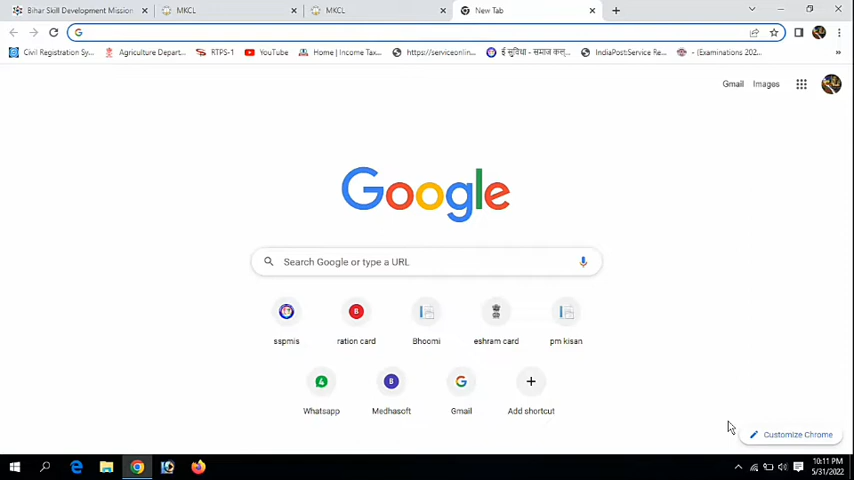 Bihar Skill Development Mission
MKCL
MKCL
New Tab
Civil Registration Sy...
Agriculture Depart...
RTPS-1
YouTube
Home | Income Tax...
https://serviceonlin...
ई सुविधा - समाज कल्...
IndiaPost:Service Re...
- (Examinations 202...
Gmail
Images
Google
Search Google or type a URL
sspmis
ration card
Bhoomi
eshram card
pm kisan
Whatsapp
Medhasoft
Gmail
Add shortcut
Customize Chrome
10:11 PM
5/31/2022